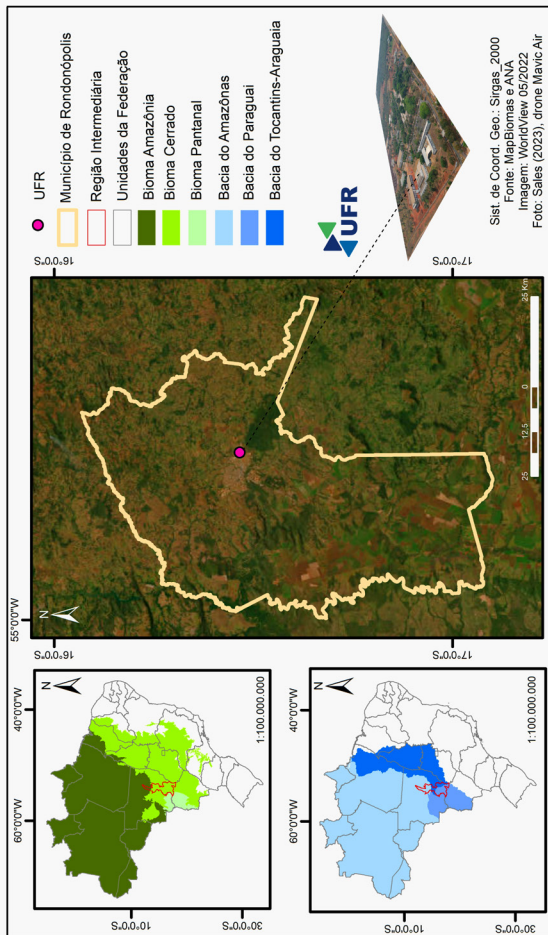 40°0'0"W
60°0'0"W
N
10°0'0"S
30°0'0"S
1:100.000.000
40°0'0"W
60°0'0"W
N
10°0'0"S
30°0'0"S
1:100.000.000
55°0'0"W
N
16°0'0"S
16°0'0"S
17°0'0"S
17°0'0"S
25 12.5 0 25 Km
UFR
Município de Rondonópolis
Região Intermediária
Unidades da Federação
Bioma Amazônia
Bioma Cerrado
Bioma Pantanal
Bacia do Amazônas
Bacia do Paraguai
Bacia do Tocantins-Araguaia
UFR
Sist. de Coord. Geo.: Sirgas_2000
Fonte: MapBiomas e ANA
Imagem: WorldView 05/2022
Foto: Sales (2023), drone Mavic Air